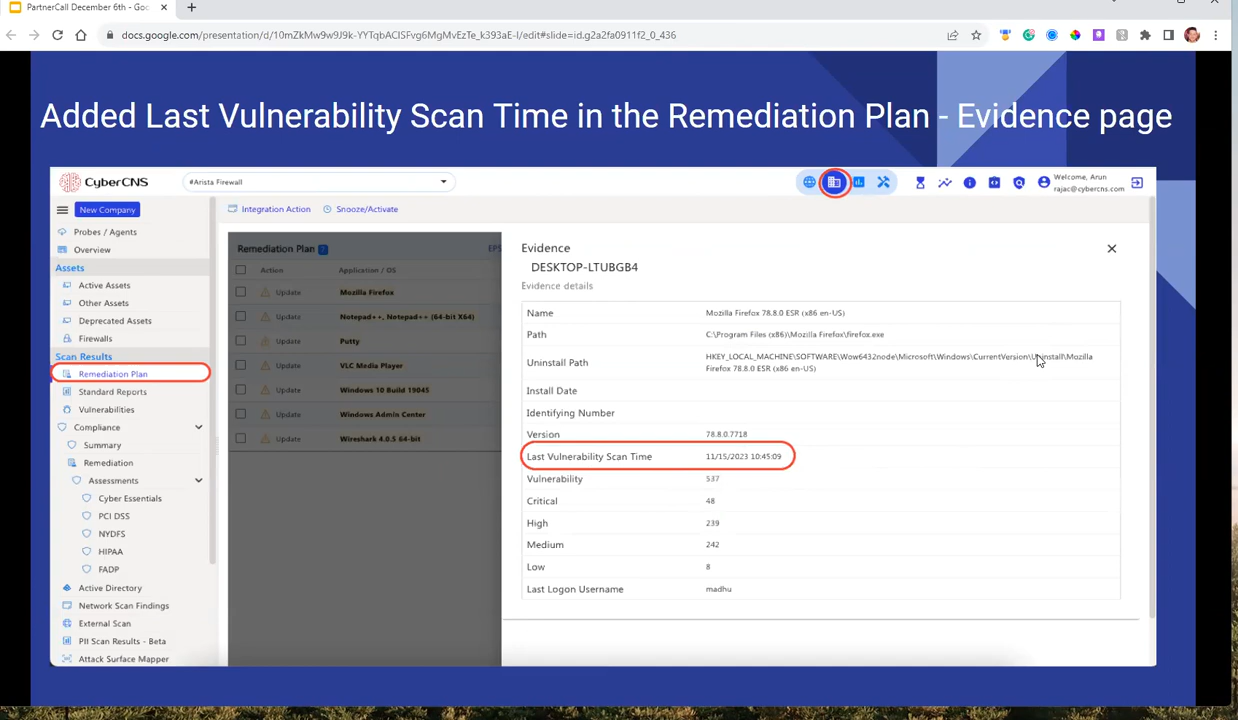 PartnerCall December 6th - Goo
docs.google.com/presentation/d/10mZkMw9w9J9k-YYTqbACISFvg6MgMvEzTe_k393aE-I/edit#slide=id.g2a2fa0911f2_0_436
Added Last Vulnerability Scan Time in the Remediation Plan - Evidence page
CyberCNS
#Arista Firewall
Welcome, Arun
rajac@cybercns.com
New Company
Integration Action
Snooze/Activate
Probes / Agents
Overview
Assets
Active Assets
Other Assets
Deprecated Assets
Firewalls
Scan Results
Remediation Plan
Standard Reports
Vulnerabilities
Compliance
Summary
Remediation
Assessments
Cyber Essentials
PCI DSS
NYDFS
HIPAA
FADP
Active Directory
Network Scan Findings
External Scan
PII Scan Results - Beta
Attack Surface Mapper
Remediation Plan ?
EPS
Action Application / OS
Update Mozilla Firefox
Update Notepad++, Notepad++ (64-bit X64)
Update Putty
Update VLC Media Player
Update Windows 10 Build 19045
Update Windows Admin Center
Update Wireshark 4.0.5 64-bit
Evidence
DESKTOP-LTUBGB4
Evidence details
Name Mozilla Firefox 78.8.0 ESR (x86 en-US)
Path C:\Program Files (x86)\Mozilla Firefox\firefox.exe
Uninstall Path HKEY_LOCAL_MACHINE\SOFTWARE\Wow6432node\Microsoft\Windows\CurrentVersion\Uninstall\Mozilla
Firefox 78.8.0 ESR (x86 en-US)
Install Date
Identifying Number
Version 78.8.0.7718
Last Vulnerability Scan Time 11/15/2023 10:45:09
Vulnerability 537
Critical 48
High 239
Medium 242
Low 8
Last Logon Username madhu